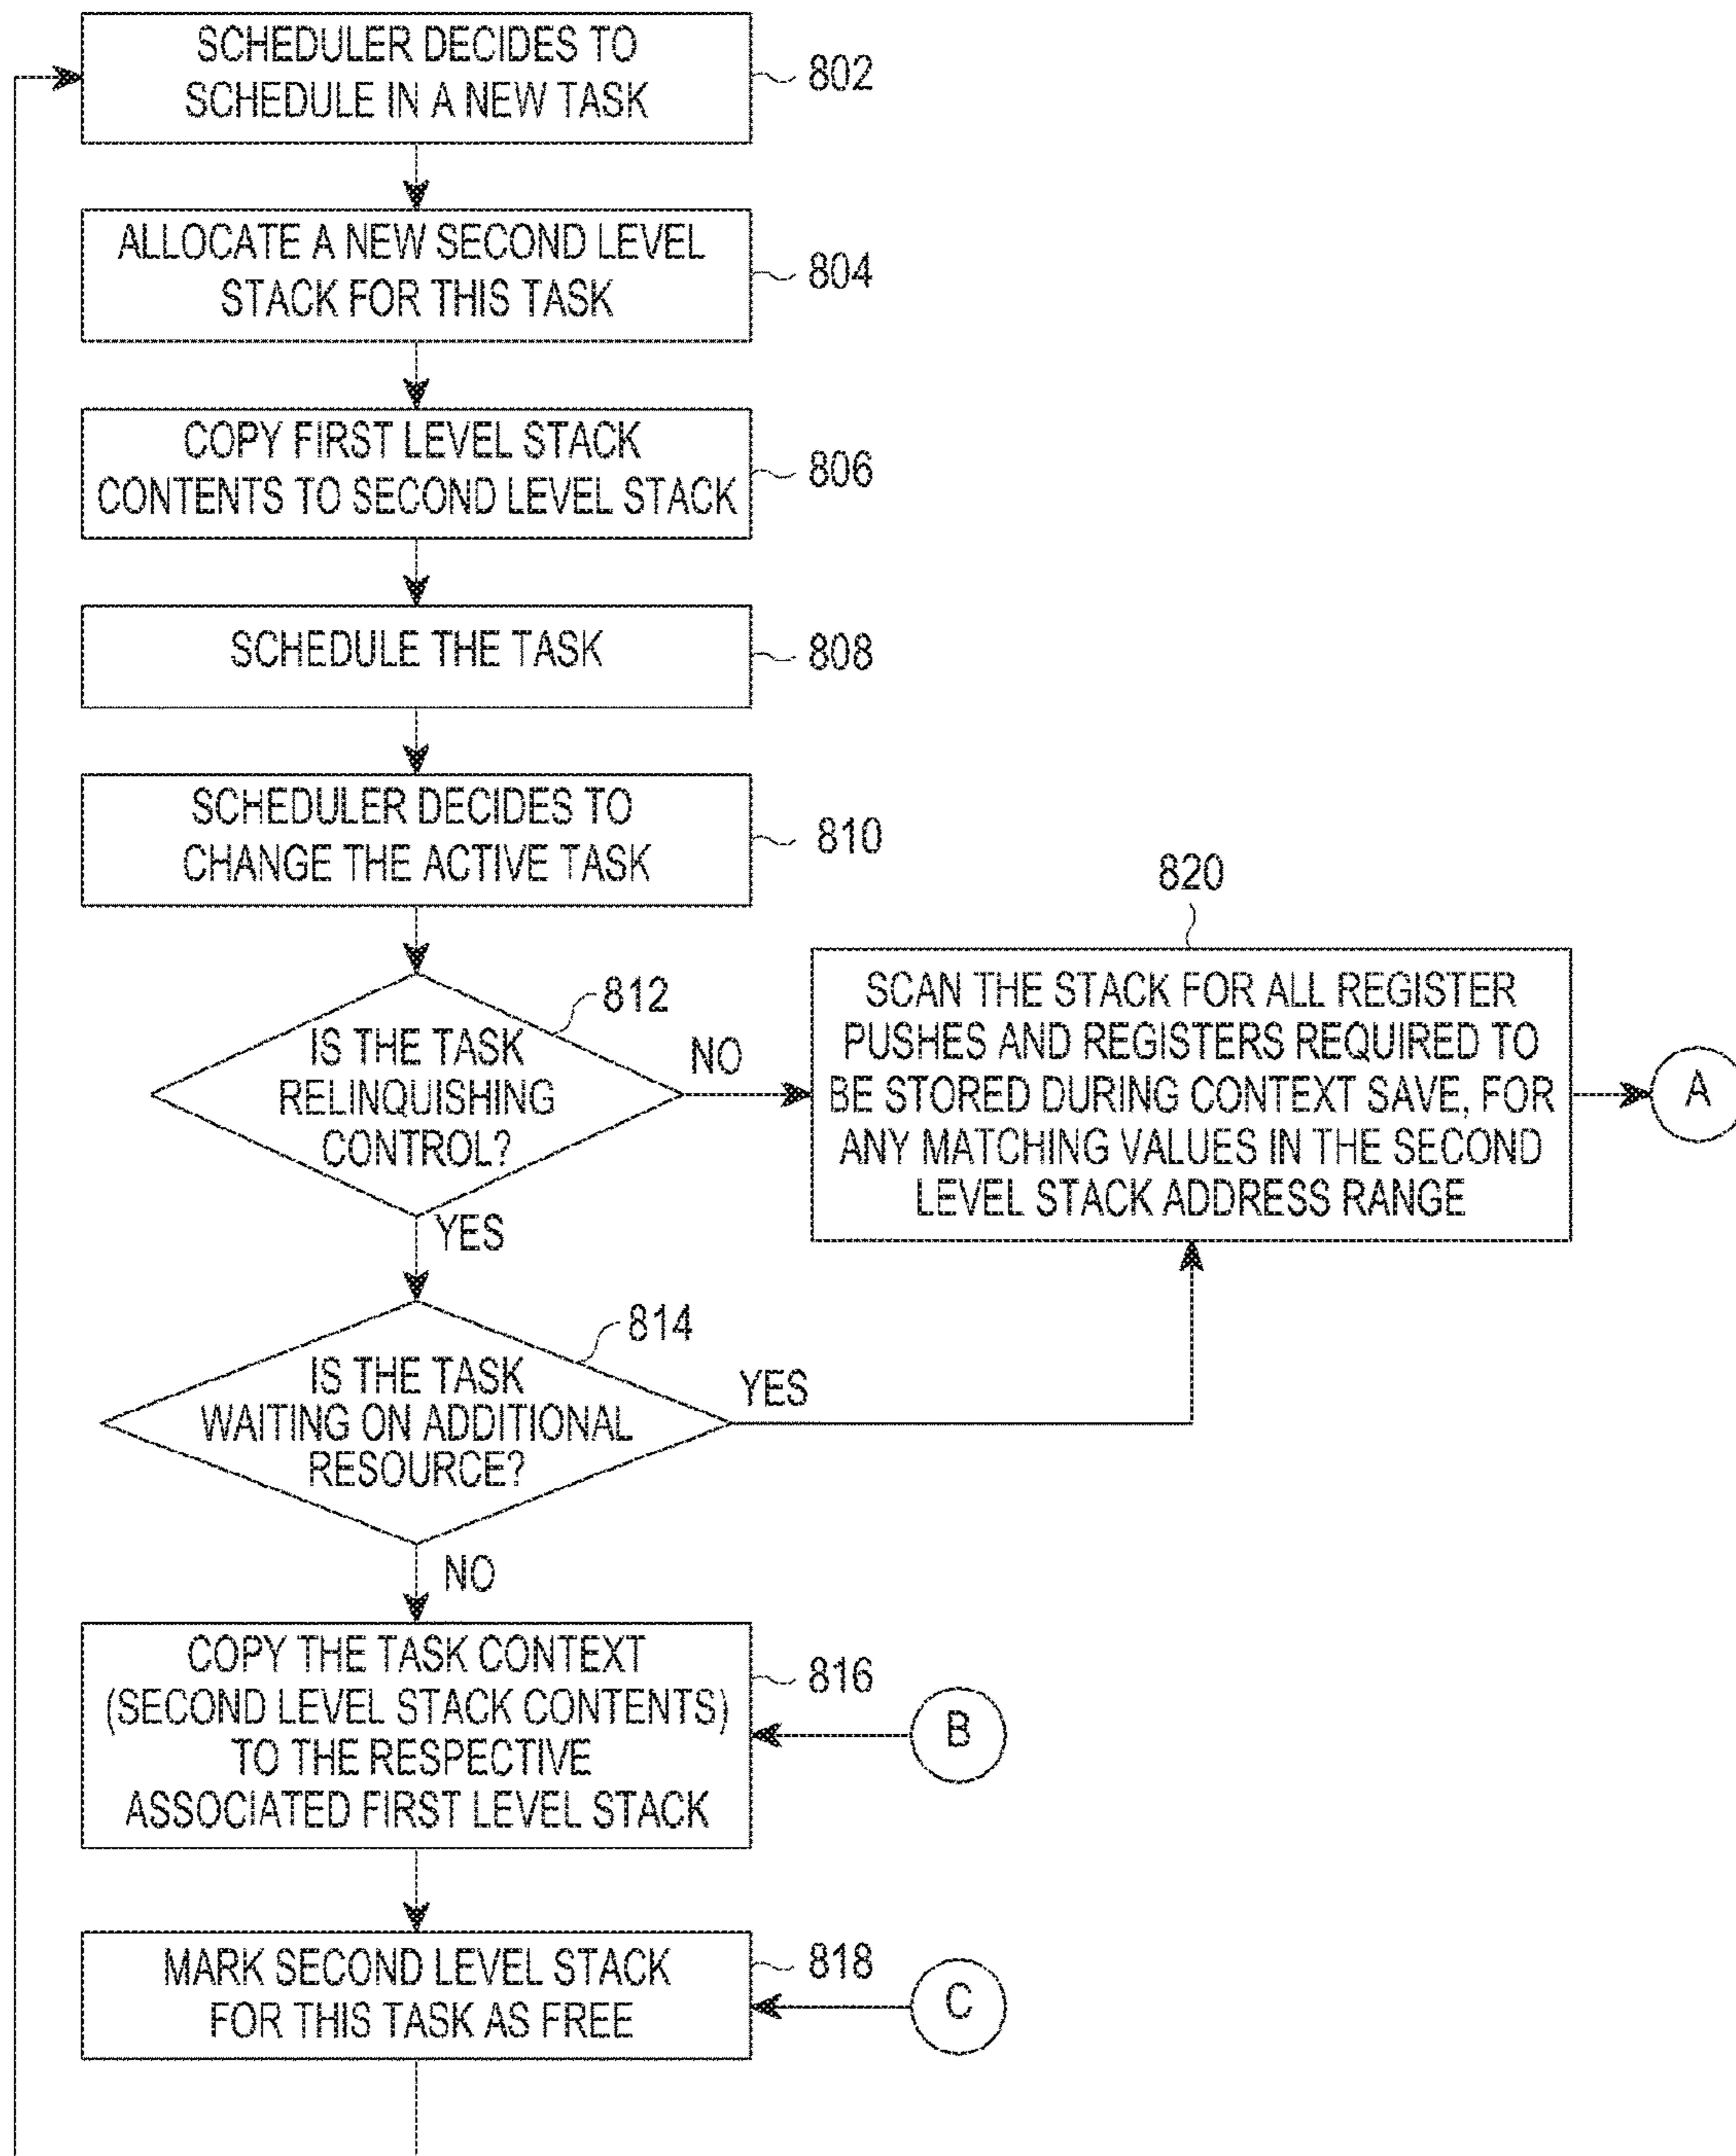 SCHEDULER DECIDES TO
SCHEDULE IN A NEW TASK
802
ALLOCATE A NEW SECOND LEVEL
STACK FOR THIS TASK
804
COPY FIRST LEVEL STACK
CONTENTS TO SECOND LEVEL STACK
806
SCHEDULE THE TASK
808
SCHEDULER DECIDES TO
CHANGE THE ACTIVE TASK
810
812
IS THE TASK
RELINQUISHING
CONTROL?
NO
YES
820
SCAN THE STACK FOR ALL REGISTER
PUSHES AND REGISTERS REQUIRED TO
BE STORED DURING CONTEXT SAVE, FOR
ANY MATCHING VALUES IN THE SECOND
LEVEL STACK ADDRESS RANGE
A
814
IS THE TASK
WAITING ON ADDITIONAL
RESOURCE?
YES
NO
COPY THE TASK CONTEXT
(SECOND LEVEL STACK CONTENTS)
TO THE RESPECTIVE
ASSOCIATED FIRST LEVEL STACK
816
B
MARK SECOND LEVEL STACK
FOR THIS TASK AS FREE
818
C